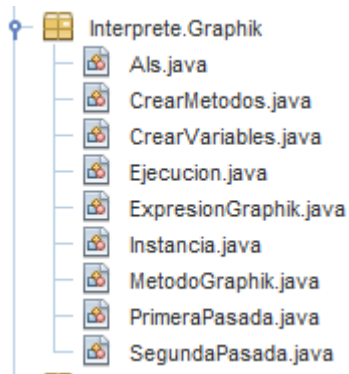 Interprete.Graphik
Als.java
CrearMetodos.java
CrearVariables.java
Ejecucion.java
ExpresionGraphik.java
Instancia.java
MetodoGraphik.java
PrimeraPasada.java
SegundaPasada.java